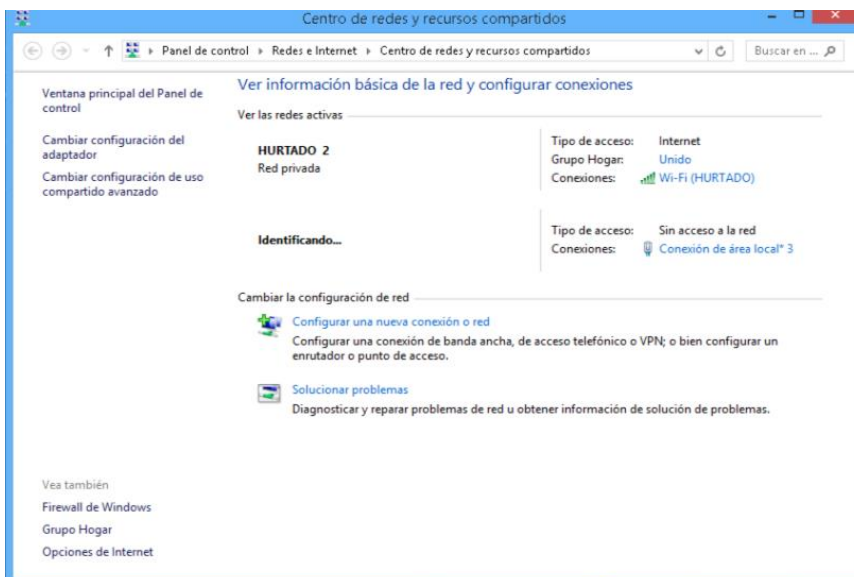 Centro de redes y recursos compartidos
Panel de control ▸ Redes e Internet ▸ Centro de redes y recursos compartidos
Buscar en ...
Ventana principal del Panel de
control
Cambiar configuración del
adaptador
Cambiar configuración de uso
compartido avanzado
Ver información básica de la red y configurar conexiones
Ver las redes activas
HURTADO 2
Red privada
Tipo de acceso: Internet
Grupo Hogar: Unido
Conexiones: Wi-Fi (HURTADO)
Identificando...
Tipo de acceso: Sin acceso a la red
Conexiones: Conexión de área local* 3
Cambiar la configuración de red
Configurar una nueva conexión o red
Configurar una conexión de banda ancha, de acceso telefónico o VPN; o bien configurar un
enrutador o punto de acceso.
Solucionar problemas
Diagnosticar y reparar problemas de red u obtener información de solución de problemas.
Vea también
Firewall de Windows
Grupo Hogar
Opciones de Internet